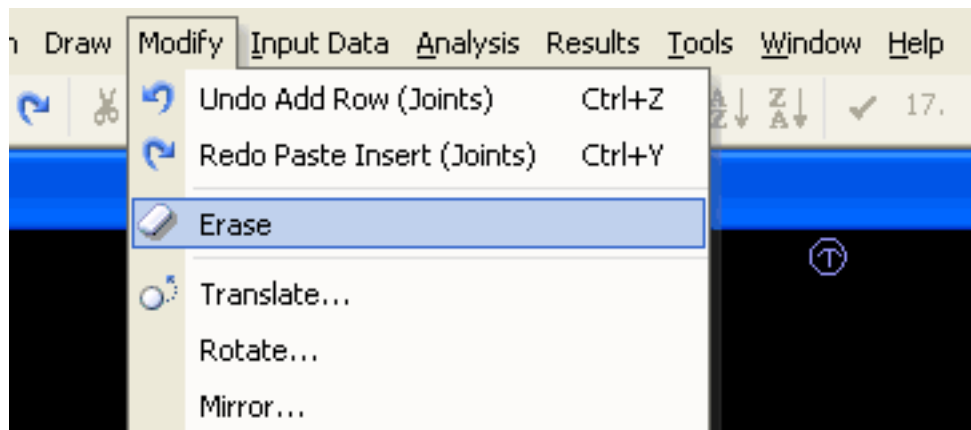 Draw Modify Input Data Analysis Results Tools Window Help
Undo Add Row (Joints) Ctrl+Z
A Z Z A 17.
Redo Paste Insert (Joints) Ctrl+Y
Erase
T
Translate...
Rotate...
Mirror...